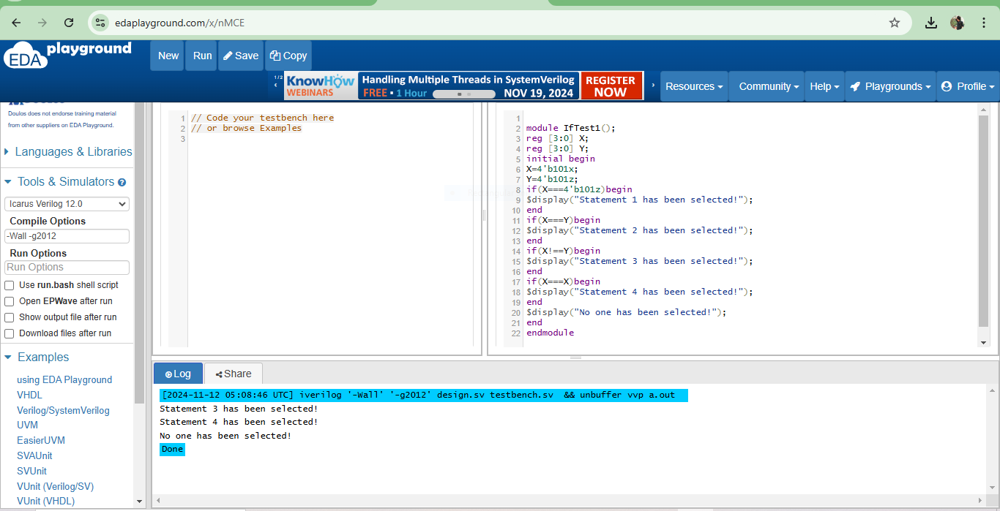 edaplayground.com/x/nMCE
EDA playground
New Run Save Copy
1/2
KnowHow WEBINARS
Handling Multiple Threads in SystemVerilog
FREE • 1 Hour NOV 19, 2024
REGISTER NOW
Resources Community Help Playgrounds Profile
Doulos does not endorse training material
from other suppliers on EDA Playground.
Languages & Libraries
Tools & Simulators
Icarus Verilog 12.0
Compile Options
-Wall -g2012
Run Options
Run Options
Use run.bash shell script
Open EPWave after run
Show output file after run
Download files after run
Examples
using EDA Playground
VHDL
Verilog/SystemVerilog
UVM
EasierUVM
SVAUnit
SVUnit
VUnit (Verilog/SV)
VUnit (VHDL)
1 // Code your testbench here
2 // or browse Examples
3
1
2 module IfTest1();
3 reg [3:0] X;
4 reg [3:0] Y;
5 initial begin
6 X=4'b101x;
7 Y=4'b101z;
8 if(X===4'b101z)begin
9 $display("Statement 1 has been selected!");
10 end
11 if(X===Y)begin
12 $display("Statement 2 has been selected!");
13 end
14 if(X!==Y)begin
15 $display("Statement 3 has been selected!");
16 end
17 if(X===X)begin
18 $display("Statement 4 has been selected!");
19 end
20 $display("No one has been selected!");
21 end
22 endmodule
Log Share
[2024-11-12 05:08:46 UTC] iverilog '-Wall' '-g2012' design.sv testbench.sv && unbuffer vvp a.out
Statement 3 has been selected!
Statement 4 has been selected!
No one has been selected!
Done